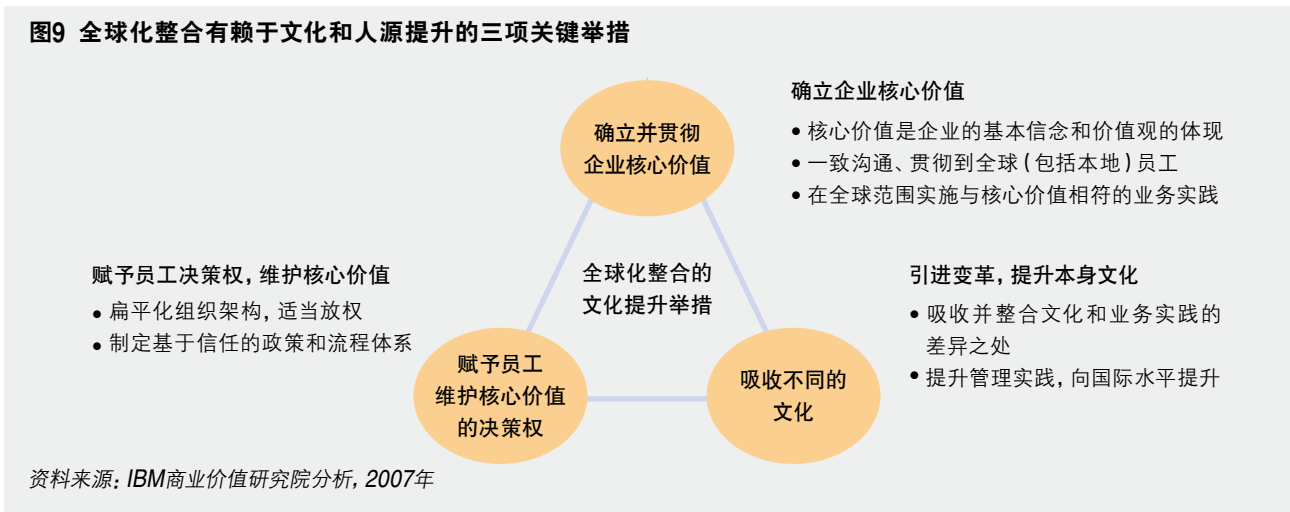 图9 全球化整合有赖于文化和人源提升的三项关键举措
确立并贯彻
企业核心价值
确立企业核心价值
• 核心价值是企业的基本信念和价值观的体现
• 一致沟通、贯彻到全球(包括本地)员工
• 在全球范围实施与核心价值相符的业务实践
赋予员工决策权, 维护核心价值
• 扁平化组织架构, 适当放权
• 制定基于信任的政策和流程体系
全球化整合的
文化提升举措
引进变革, 提升本身文化
• 吸收并整合文化和业务实践的
差异之处
• 提升管理实践, 向国际水平提升
赋予员工
维护核心价值
的决策权
吸收不同的
文化
资料来源: IBM商业价值研究院分析, 2007年